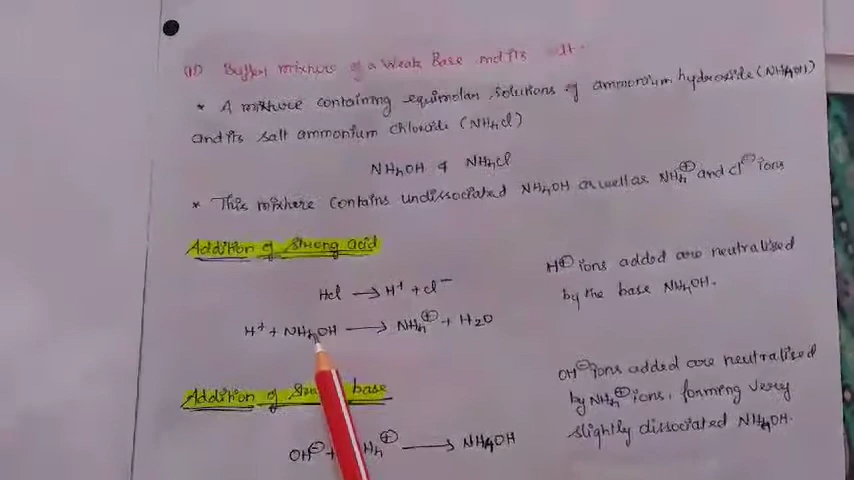 Buffer mixture of a Weak Base and its salt.
* A mixture containing equimolar solutions of ammonium hydroxide (NH4OH)
and its salt ammonium chloride (NH4Cl)
NH4OH & NH4Cl
* This mixture contains undissociated NH4OH as well as NH4⊕ and Cl⊖ ions
Addition of strong acid
HCl → H+ + Cl−
H+ + NH4OH → NH4⊕ + H2O
H⊕ ions added are neutralised
by the base NH4OH.
Addition of base
OH⊖ + H4⊕ → NH4OH
OH⊖ ions added are neutralised
by NH4⊕ ions, forming very
slightly dissociated NH4OH.